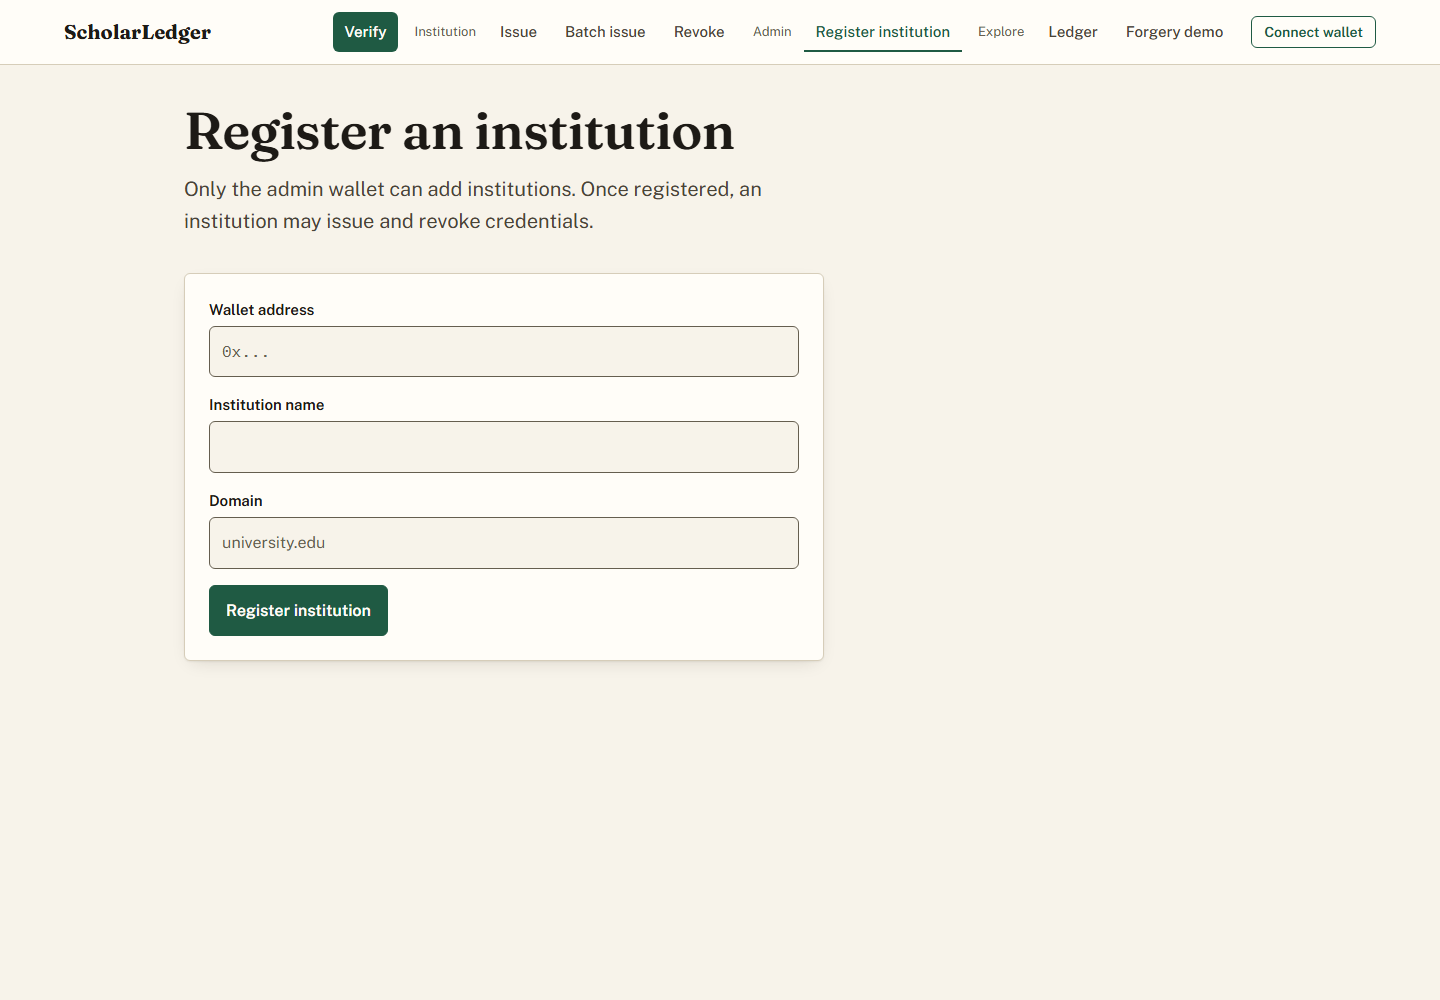 ScholarLedger
Verify Institution Issue Batch issue Revoke Admin Register institution Explore Ledger Forgery demo Connect wallet
Register an institution
Only the admin wallet can add institutions. Once registered, an
institution may issue and revoke credentials.
Wallet address
0x...
Institution name
Domain
university.edu
Register institution